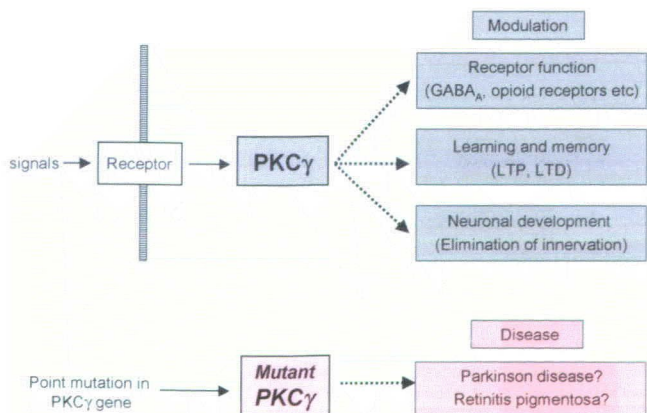 Modulation
Receptor function
(GABA_A, opioid receptors etc)
signals
Receptor
PKCγ
Learning and memory
(LTP, LTD)
Neuronal development
(Elimination of innervation)
Disease
Point mutation in
PKCγ gene
Mutant
PKCγ
Parkinson disease?
Retinitis pigmentosa?